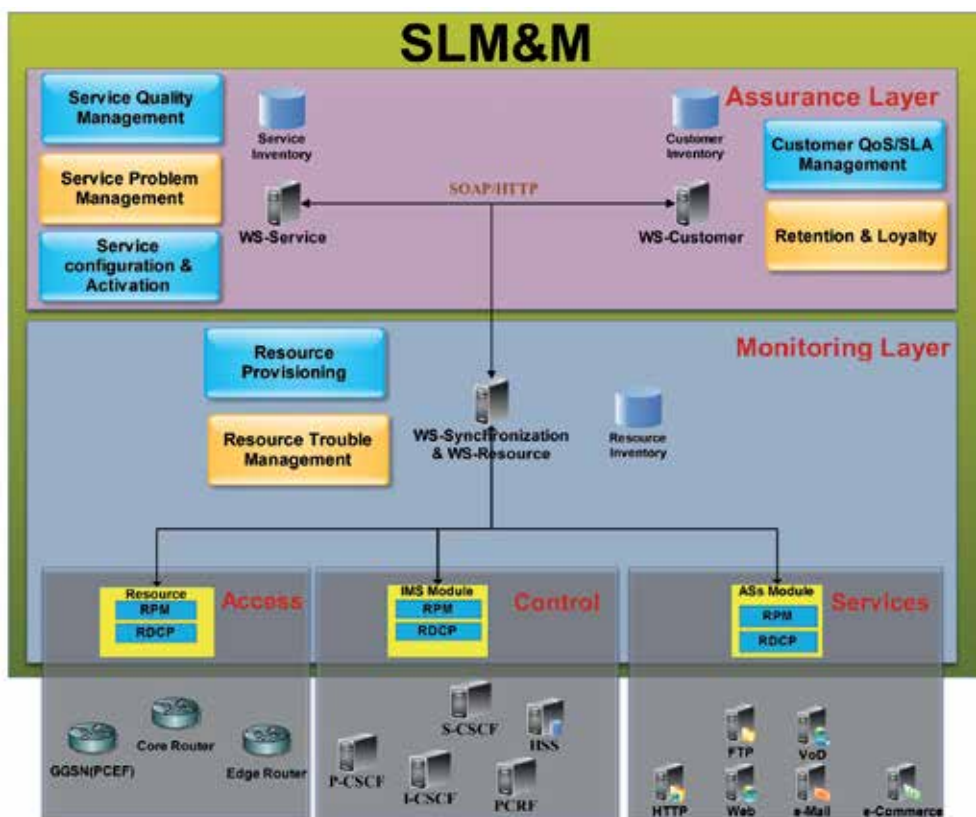 SLM&M
Assurance Layer
Service Quality
Management
Service
Inventory
Customer
Inventory
Customer QoS/SLA
Management
Service Problem
Management
SOAP/HTTP
WS-Service
WS-Customer
Retention & Loyalty
Service
configuration &
Activation
Monitoring Layer
Resource
Provisioning
Resource Trouble
Management
WS-Synchronization
& WS-Resource
Resource
Inventory
Resource
RPM
RDCP
Access
IMS Module
RPM
RDCP
Control
ASs Module
RPM
RDCP
Services
GGSN(PCEF)
Core Router
Edge Router
S-CSCF
HSS
P-CSCF
I-CSCF
PCRF
FTP
VoD
HTTP
Web
e-Mail
e-Commerce